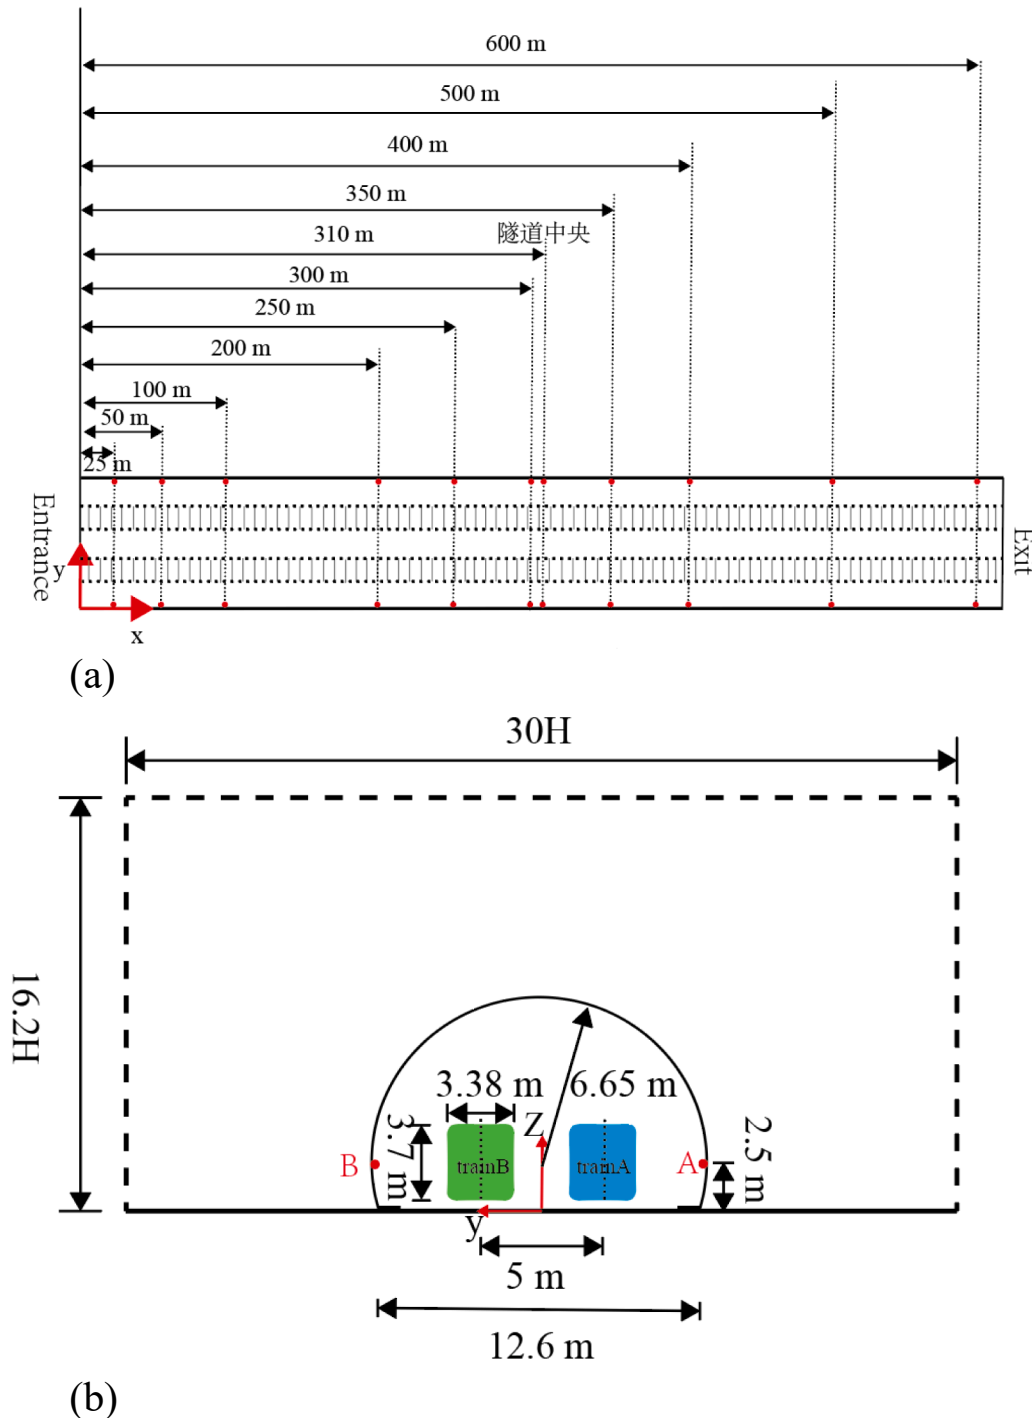 600 m
500 m
400 m
350 m
隧道中央
310 m
300 m
250 m
200 m
100 m
50 m
25 m
Entrance
Exit
y
x
(a)
30H
16.2H
3.38 m
6.65 m
3.7 m
Z
2.5 m
B
trainB
trainA
A
y
5 m
12.6 m
(b)